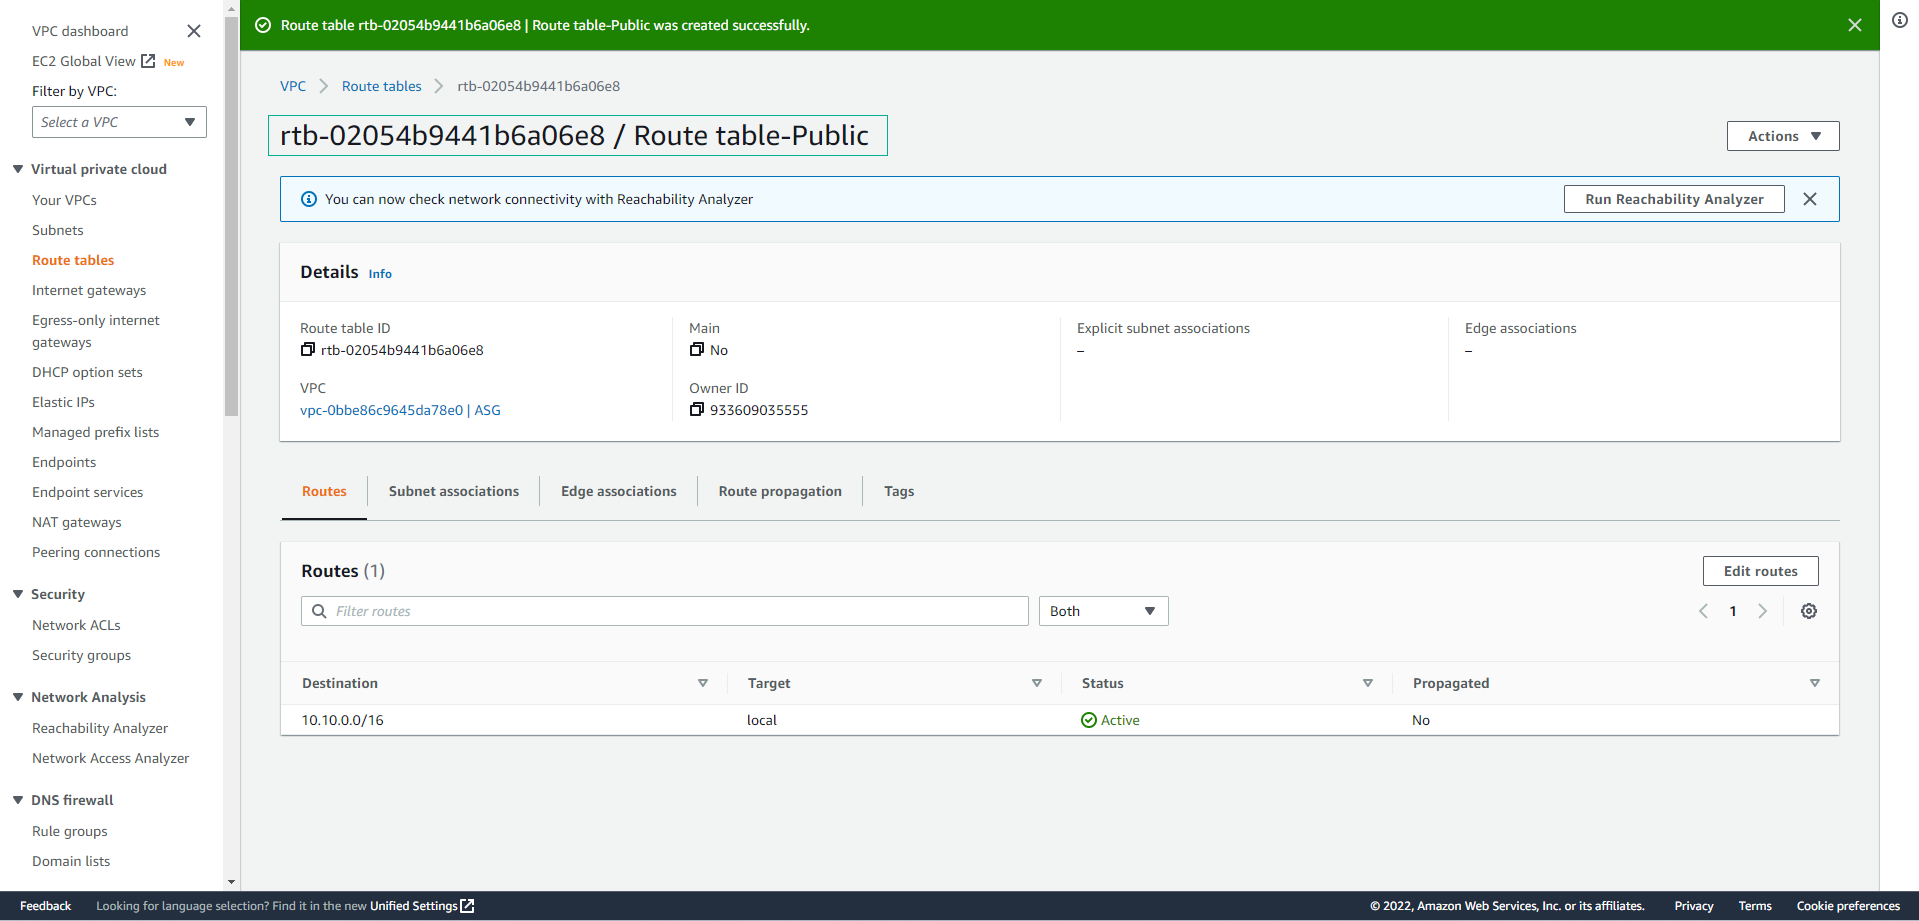 VPC dashboard
EC2 Global View New
Filter by VPC:
Select a VPC
Virtual private cloud
Your VPCs
Subnets
Route tables
Internet gateways
Egress-only internet
gateways
DHCP option sets
Elastic IPs
Managed prefix lists
Endpoints
Endpoint services
NAT gateways
Peering connections
Security
Network ACLs
Security groups
Network Analysis
Reachability Analyzer
Network Access Analyzer
DNS firewall
Rule groups
Domain lists
Route table rtb-02054b9441b6a06e8 | Route table-Public was created successfully.
VPC Route tables rtb-02054b9441b6a06e8
rtb-02054b9441b6a06e8 / Route table-Public
Actions
You can now check network connectivity with Reachability Analyzer
Run Reachability Analyzer
Details Info
Route table ID
rtb-02054b9441b6a06e8
VPC
vpc-0bbe86c9645da78e0 | ASG
Main
No
Owner ID
933609035555
Explicit subnet associations
–
Edge associations
–
Routes Subnet associations Edge associations Route propagation Tags
Routes (1)
Edit routes
Filter routes
Both
1
Destination Target Status Propagated
10.10.0.0/16 local Active No
Feedback Looking for language selection? Find it in the new Unified Settings
© 2022, Amazon Web Services, Inc. or its affiliates. Privacy Terms Cookie preferences